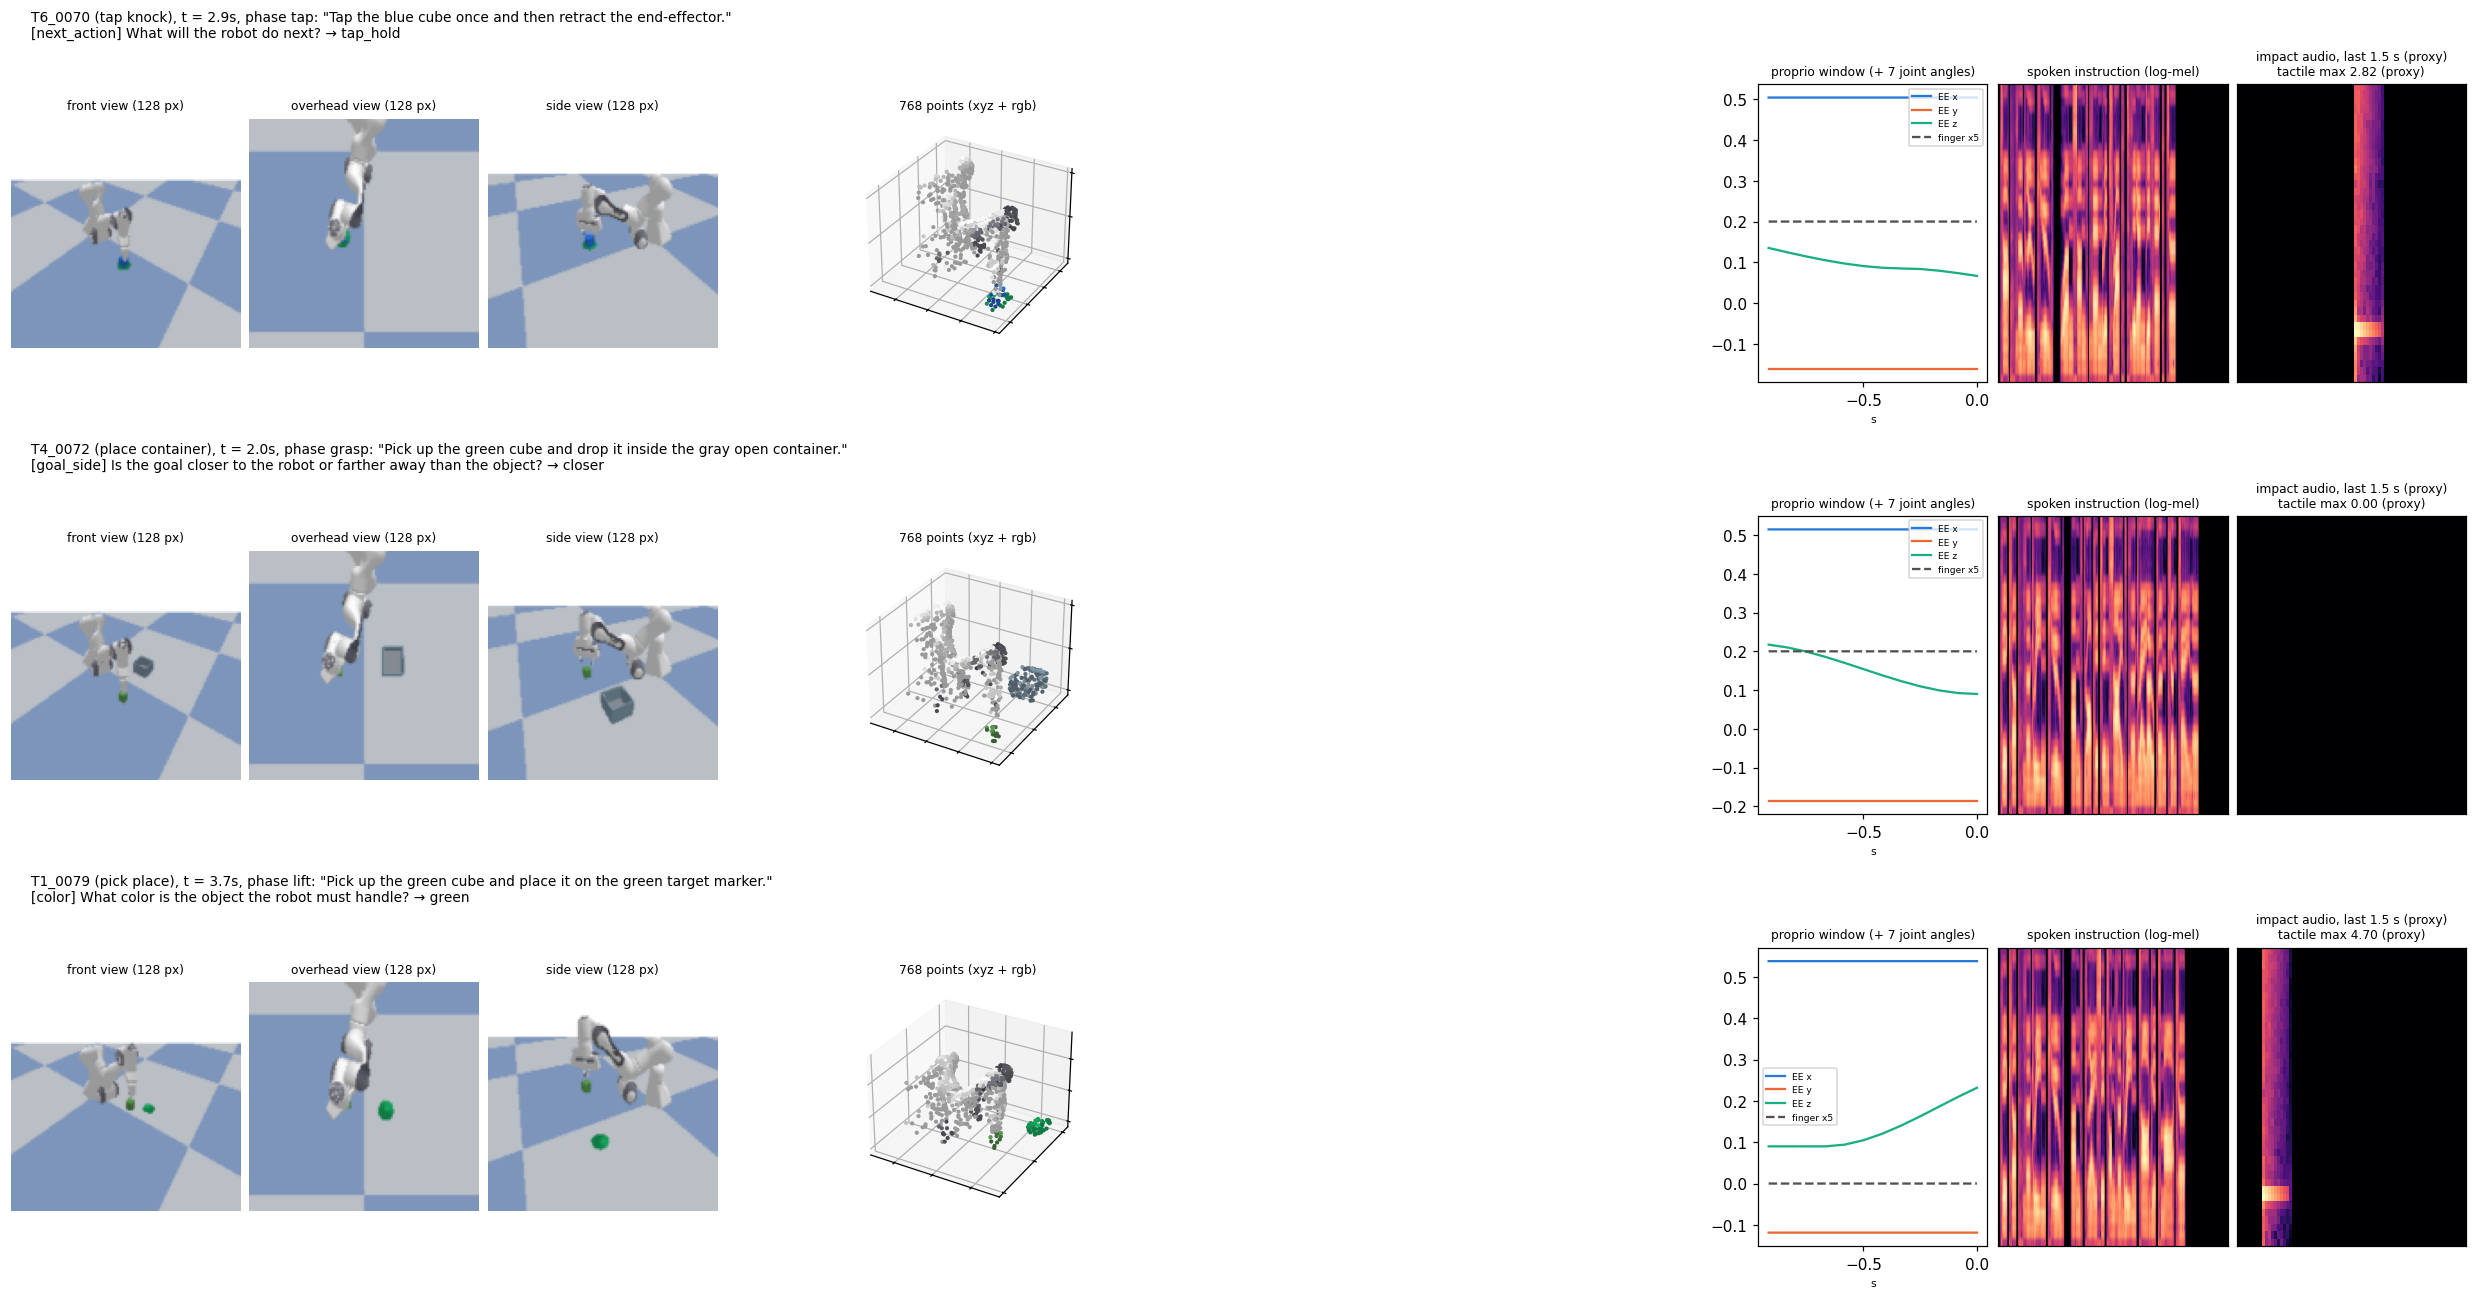 T6_0070 (tap knock), t = 2.9s, phase tap: "Tap the blue cube once and then retract the end-effector."
[next_action] What will the robot do next? → tap_hold
front view (128 px)
overhead view (128 px)
side view (128 px)
768 points (xyz + rgb)
proprio window (+ 7 joint angles)
spoken instruction (log-mel)
impact audio, last 1.5 s (proxy)
tactile max 2.82 (proxy)
0.5
0.4
0.3
0.2
0.1
0.0
−0.1
EE x
EE y
EE z
finger x5
−0.5
0.0
s
T4_0072 (place container), t = 2.0s, phase grasp: "Pick up the green cube and drop it inside the gray open container."
[goal_side] Is the goal closer to the robot or farther away than the object? → closer
front view (128 px)
overhead view (128 px)
side view (128 px)
768 points (xyz + rgb)
proprio window (+ 7 joint angles)
spoken instruction (log-mel)
impact audio, last 1.5 s (proxy)
tactile max 0.00 (proxy)
0.5
0.4
0.3
0.2
0.1
0.0
−0.1
−0.2
EE x
EE y
EE z
finger x5
−0.5
0.0
s
T1_0079 (pick place), t = 3.7s, phase lift: "Pick up the green cube and place it on the green target marker."
[color] What color is the object the robot must handle? → green
front view (128 px)
overhead view (128 px)
side view (128 px)
768 points (xyz + rgb)
proprio window (+ 7 joint angles)
spoken instruction (log-mel)
impact audio, last 1.5 s (proxy)
tactile max 4.70 (proxy)
0.5
0.4
0.3
0.2
0.1
0.0
−0.1
EE x
EE y
EE z
finger x5
−0.5
0.0
s